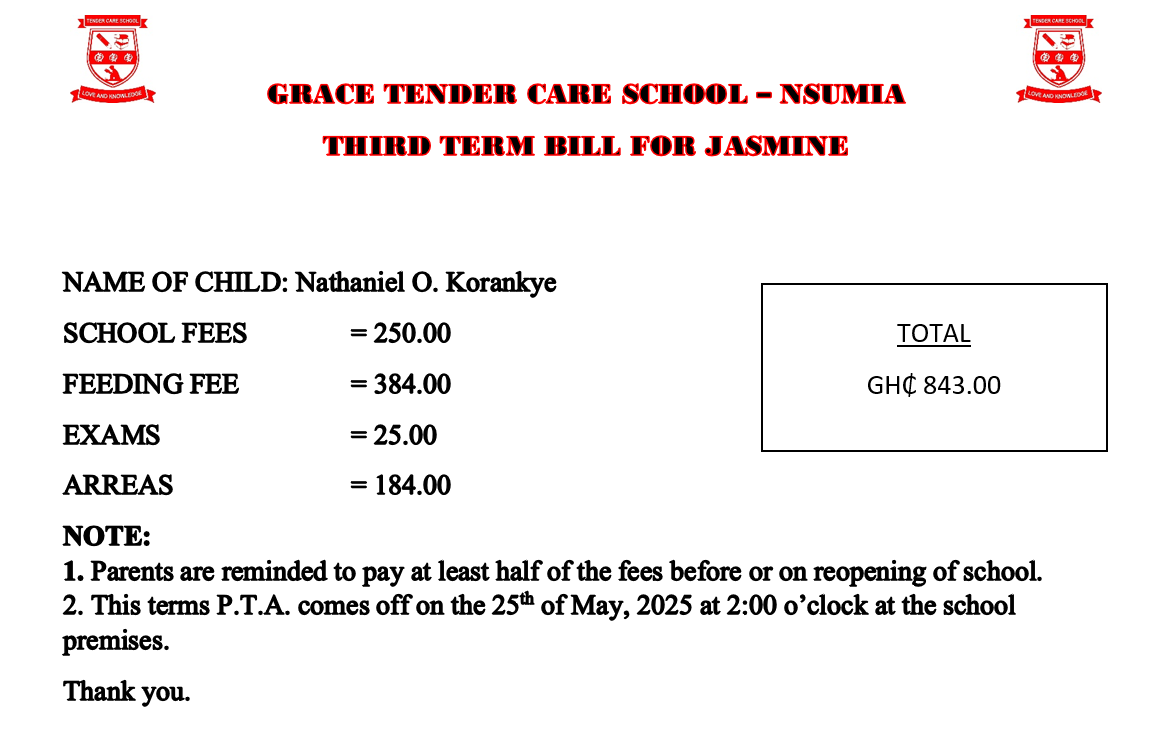 TENDER CARE SCHOOL
LOVE AND KNOWLEDGE
TENDER CARE SCHOOL
LOVE AND KNOWLEDGE
GRACE TENDER CARE SCHOOL – NSUMIA
THIRD TERM BILL FOR JASMINE
NAME OF CHILD: Nathaniel O. Korankye
SCHOOL FEES = 250.00
FEEDING FEE = 384.00
EXAMS = 25.00
ARREAS = 184.00
TOTAL
GH₵ 843.00
NOTE:
1. Parents are reminded to pay at least half of the fees before or on reopening of school.
2. This terms P.T.A. comes off on the 25th of May, 2025 at 2:00 o’clock at the school
premises.
Thank you.